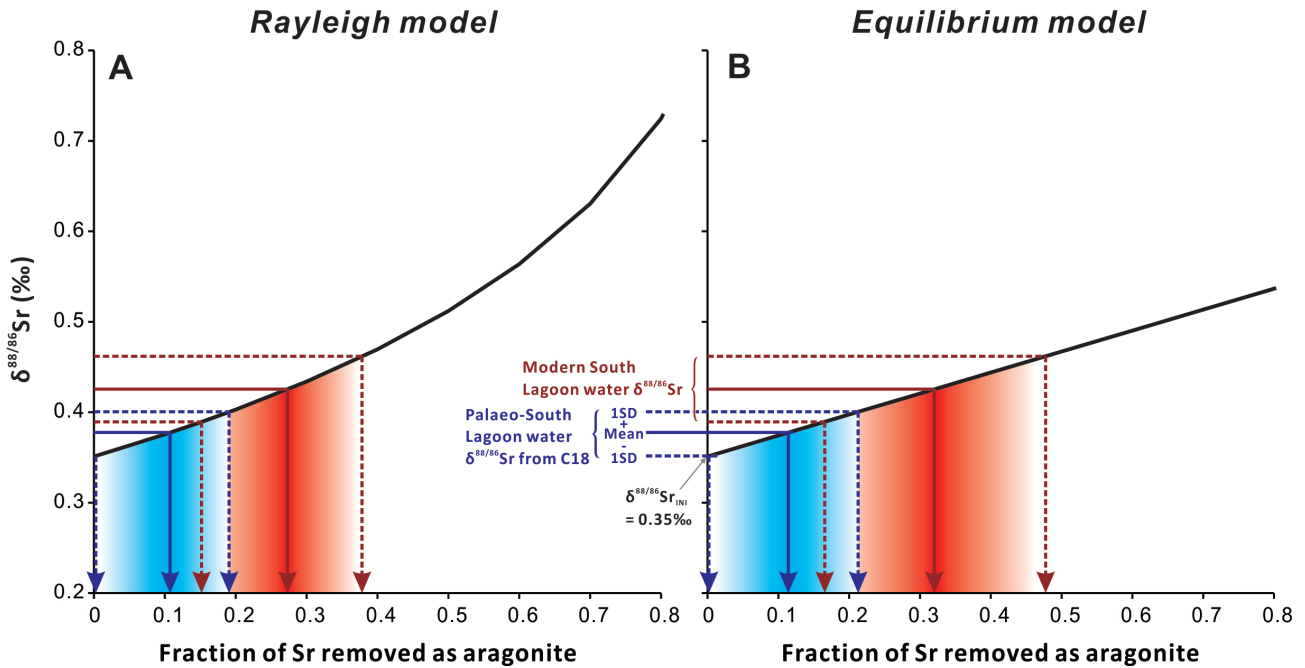 Rayleigh model
Equilibrium model
A
B
δ⁸⁸/⁸⁶Sr (‰)
0.8
0.7
0.6
0.5
0.4
0.3
0.2
0 0.1 0.2 0.3 0.4 0.5 0.6 0.7 0.8
Fraction of Sr removed as aragonite
Modern South
Lagoon water δ⁸⁸/⁸⁶Sr
Palaeo-South
Lagoon water
δ⁸⁸/⁸⁶Sr from C18
1SD
+
Mean
-
1SD
δ⁸⁸/⁸⁶Sr_INI
= 0.35‰
0 0.1 0.2 0.3 0.4 0.5 0.6 0.7 0.8
Fraction of Sr removed as aragonite